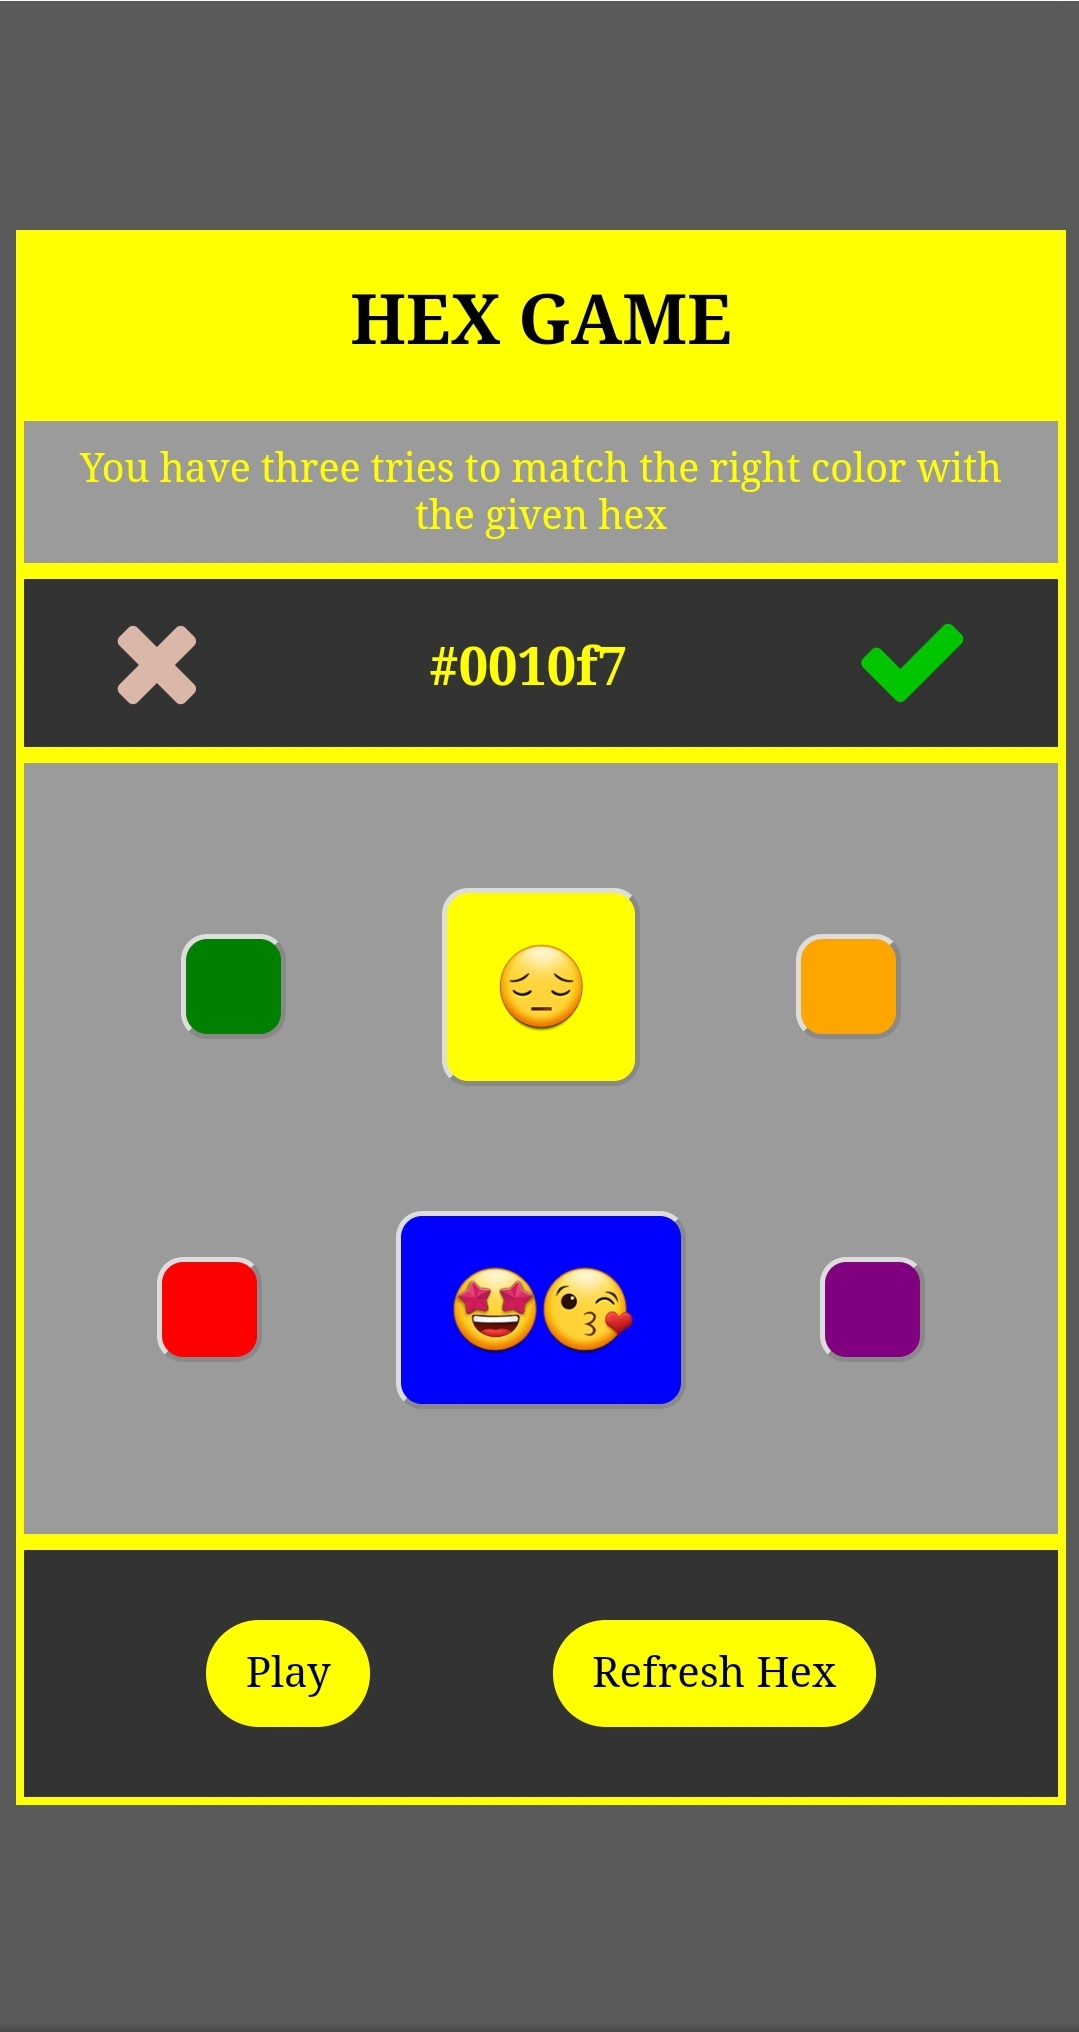 HEX GAME
You have three tries to match the right color with
the given hex
#0010f7
Play
Refresh Hex